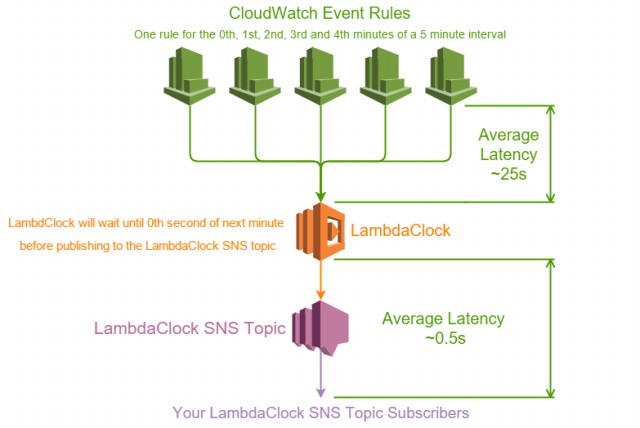 CloudWatch Event Rules
One rule for the 0th, 1st, 2nd, 3rd and 4th minutes of a 5 minute interval
Average
Latency
~25s
LambdClock will wait until 0th second of next minute
before publishing to the LambdaClock SNS topic
LambdaClock
LambdaClock SNS Topic
Average Latency
~0.5s
Your LambdaClock SNS Topic Subscribers